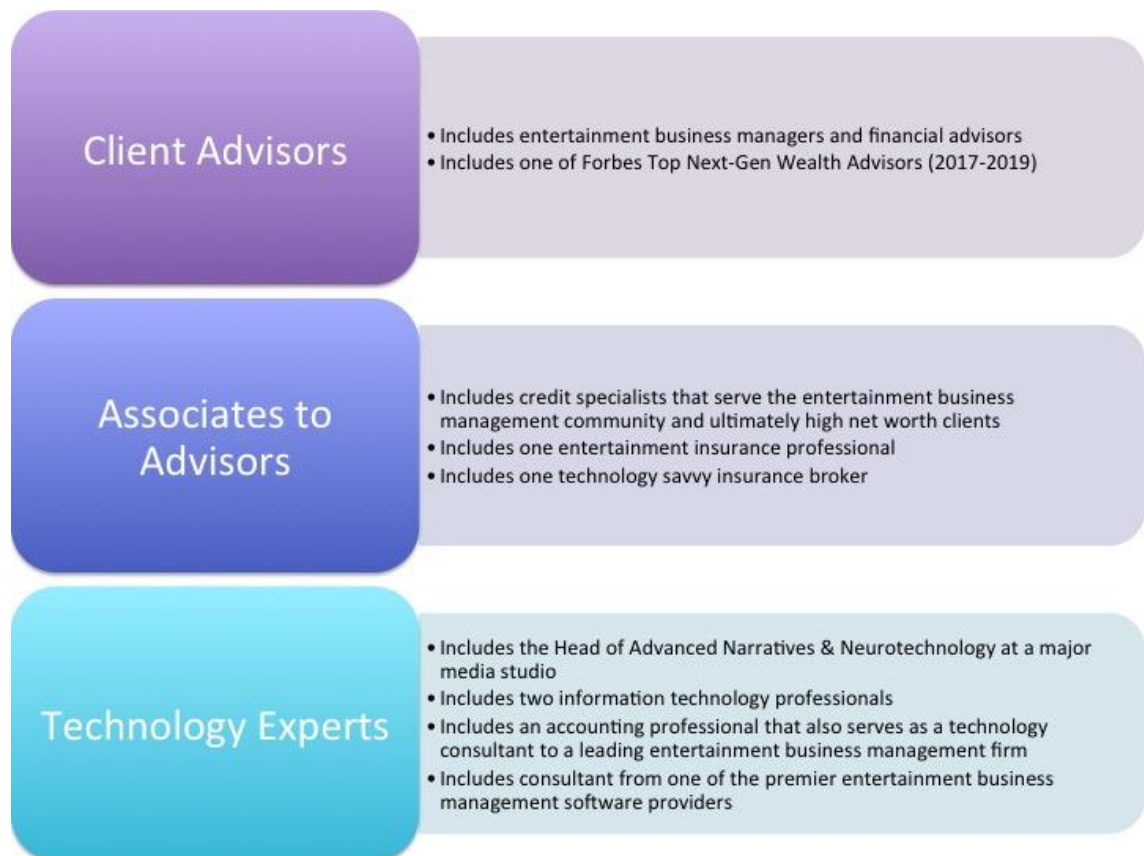 Client Advisors
• Includes entertainment business managers and financial advisors
• Includes one of Forbes Top Next-Gen Wealth Advisors (2017-2019)
Associates to
Advisors
• Includes credit specialists that serve the entertainment business
management community and ultimately high net worth clients
• Includes one entertainment insurance professional
• Includes one technology savvy insurance broker
Technology Experts
• Includes the Head of Advanced Narratives & Neurotechnology at a major
media studio
• Includes two information technology professionals
• Includes an accounting professional that also serves as a technology
consultant to a leading entertainment business management firm
• Includes consultant from one of the premier entertainment business
management software providers